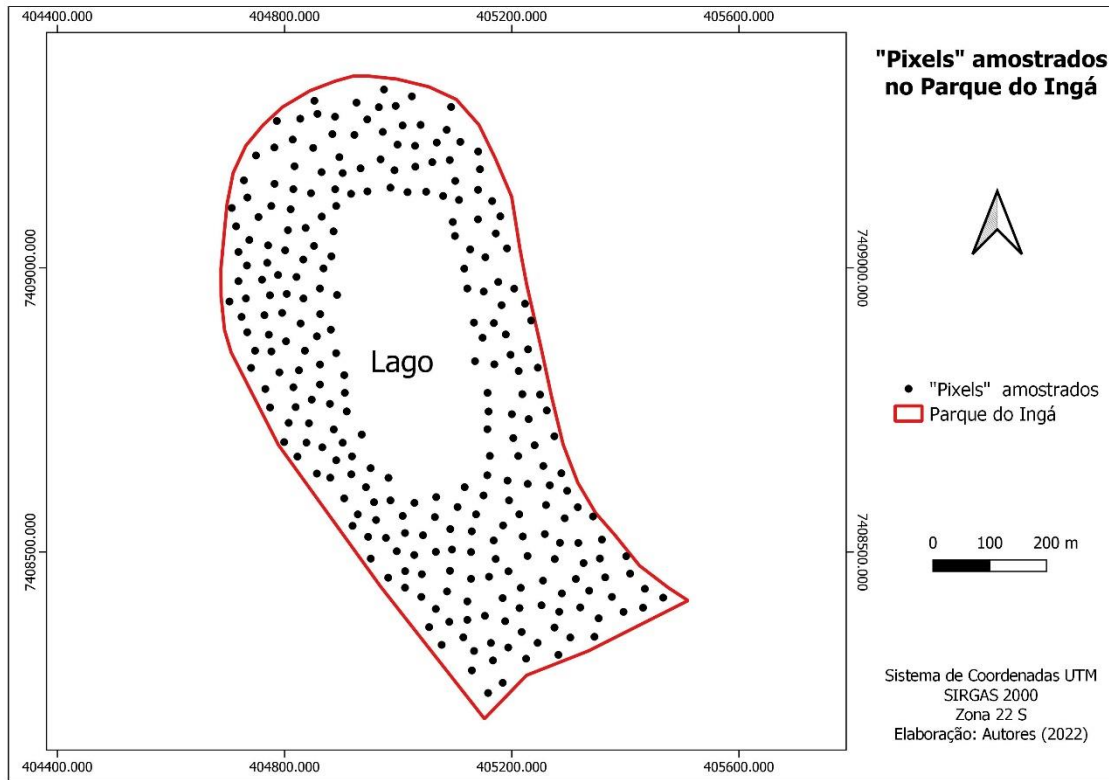 404400.000 404800.000 405200.000 405600.000
"Pixels" amostrados
no Parque do Ingá
7409000.000
7409000.000
Lago
"Pixels" amostrados
Parque do Ingá
7408500.000
7408500.000
0 100 200 m
Sistema de Coordenadas UTM
SIRGAS 2000
Zona 22 S
Elaboração: Autores (2022)
404400.000 404800.000 405200.000 405600.000